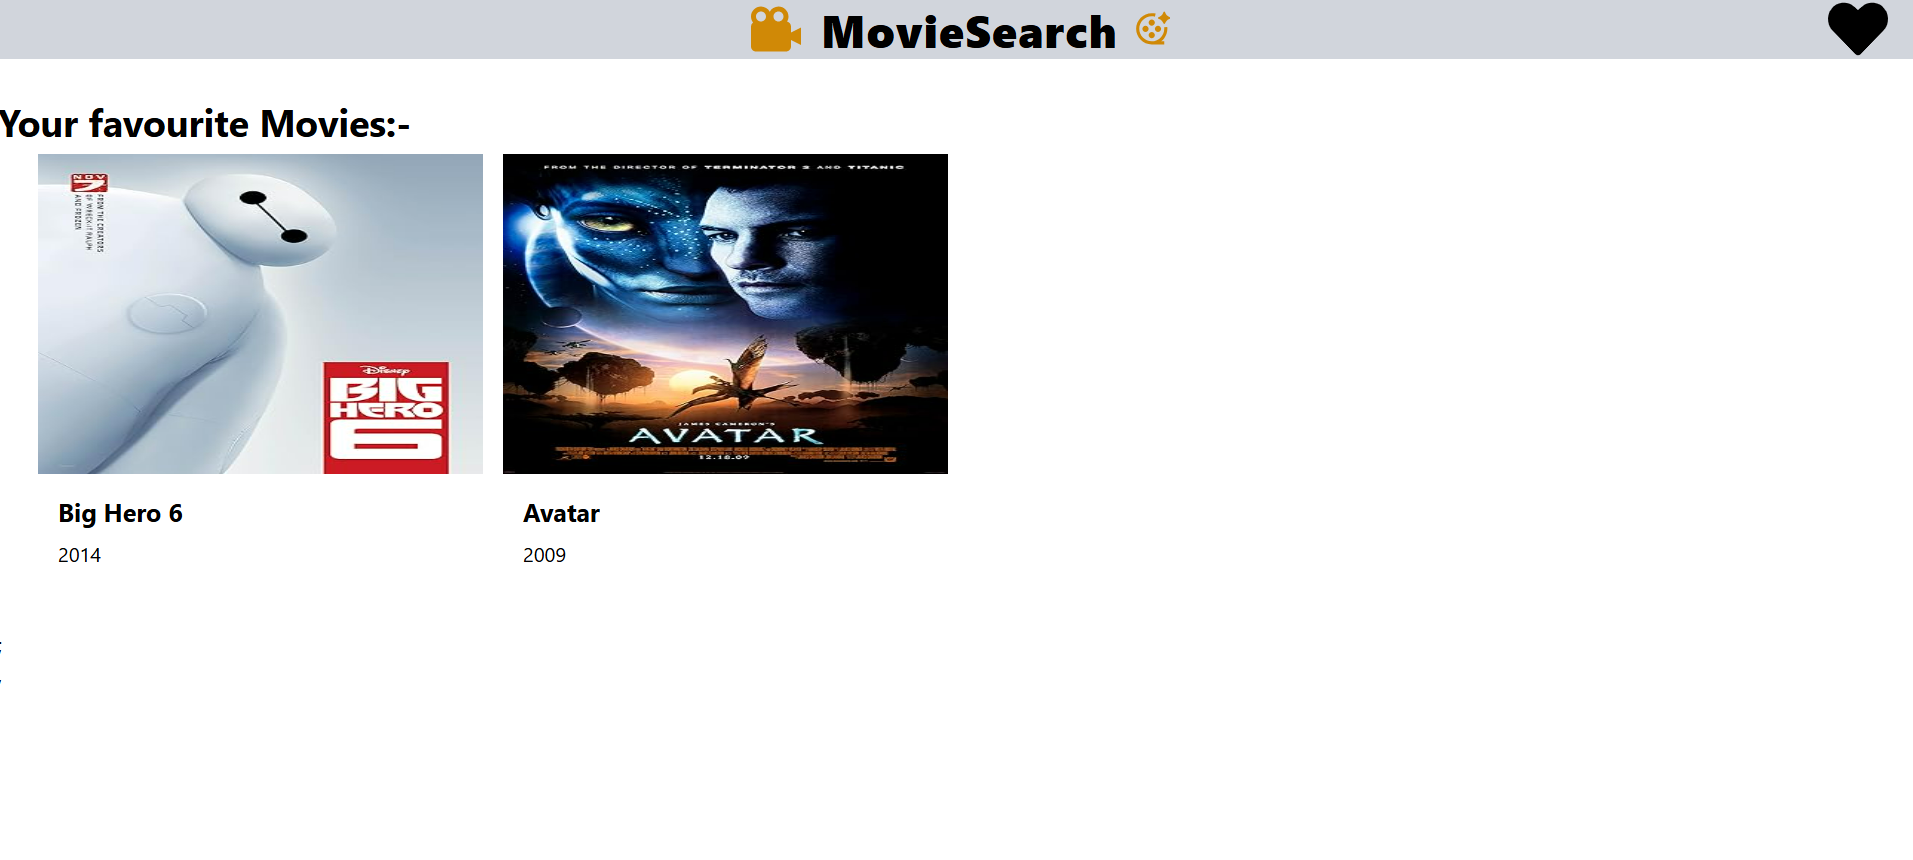 MovieSearch
Your favourite Movies:-
NOV
7
FROM THE CREATORS
OF WRECK-IT RALPH
AND FROZEN
Disney
BIG
HERO
6
FROM THE DIRECTOR OF TERMINATOR 2 AND TITANIC
JAMES CAMERON'S
AVATAR
12.18.09
Big Hero 6
2014
Avatar
2009
;